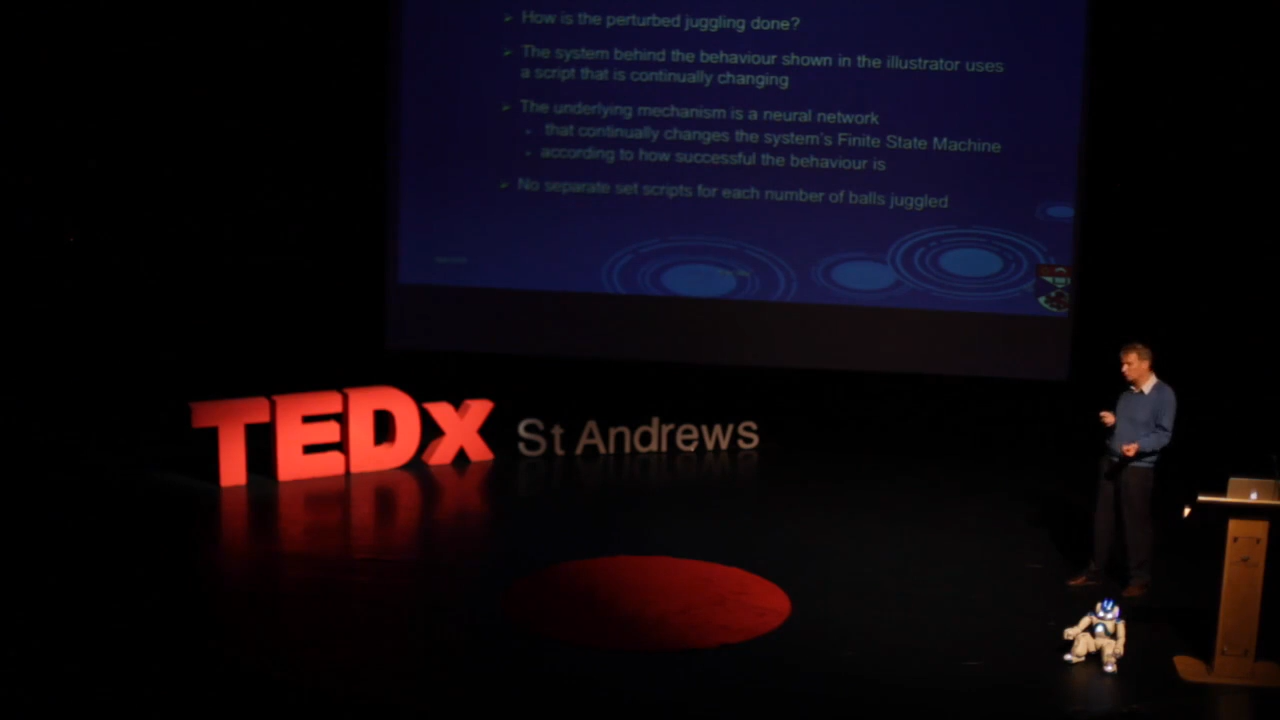 How is the perturbed juggling done?
The system behind the behaviour shown in the illustrator uses
a script that is continually changing
The underlying mechanism is a neural network
that continually changes the system's Finite State Machine
according to how successful the behaviour is
No separate set scripts for each number of balls juggled
TEDx St Andrews